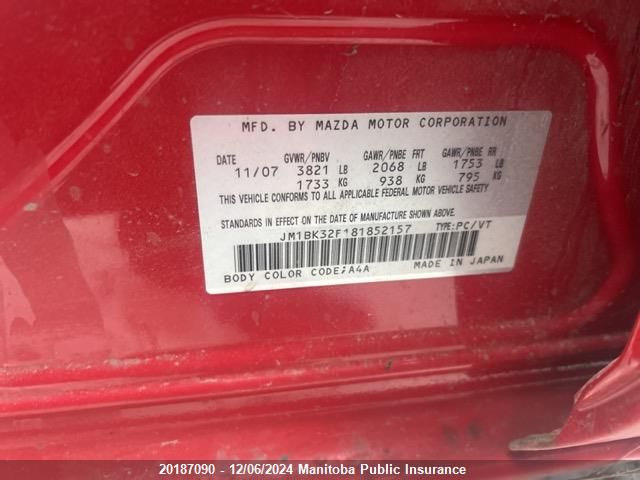 MFD. BY MAZDA MOTOR CORPORATION
DATE GVWR/PNBV GAWR/PNBE FRT GAWR/PNBE RR
11/07 3821 LB 2068 LB 1753 LB
1733 KG 938 KG 795 KG
THIS VEHICLE CONFORMS TO ALL APPLICABLE FEDERAL MOTOR VEHICLE SAFETY
STANDARDS IN EFFECT ON THE DATE OF MANUFACTURE SHOWN ABOVE.
JM1BK32F181852157 TYPE:PC/VT
BODY COLOR CODE:A4A MADE IN JAPAN
20187090 - 12/06/2024 Manitoba Public Insurance